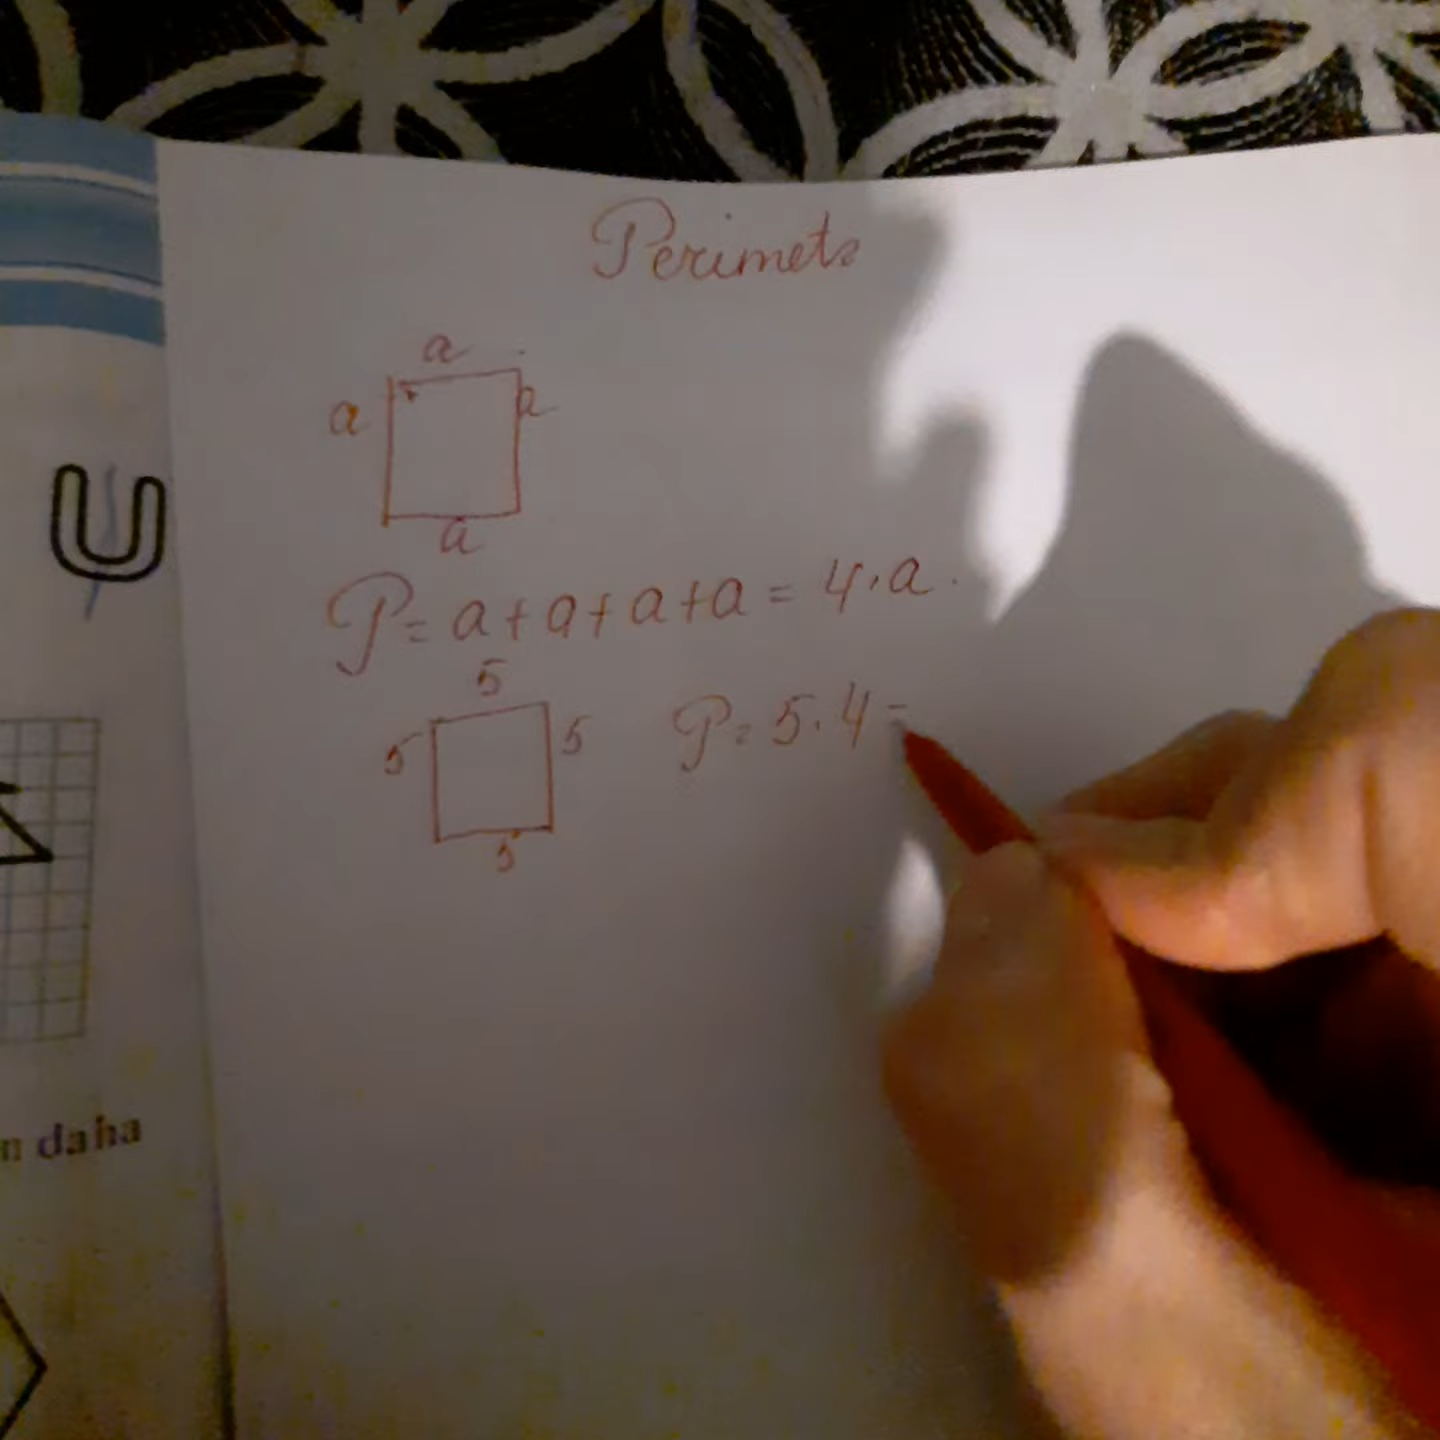 Perimetr
a
a a
a
P = a + a + a + a = 4 · a
5
5 5
5
P = 5 · 4 =
U
n daha